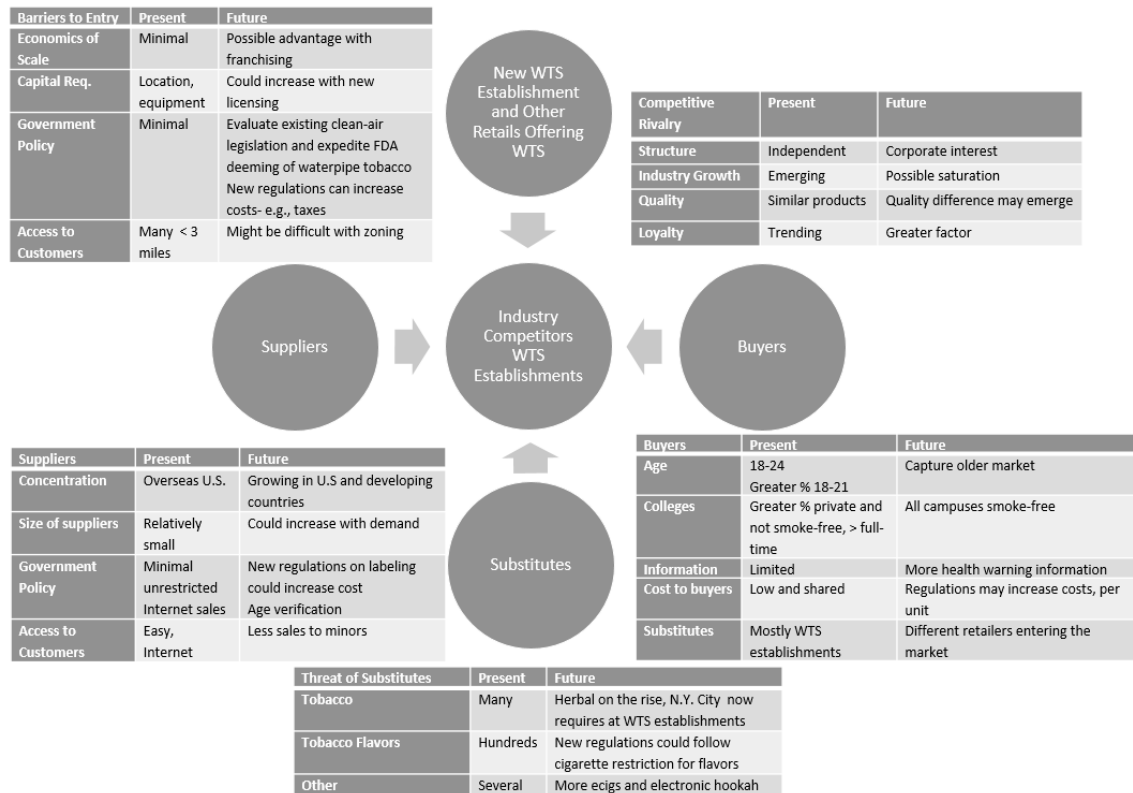 Barriers to Entry Present Future
Economics of Minimal Possible advantage with
Scale franchising
Capital Req. Location, Could increase with new
equipment licensing
Government Minimal Evaluate existing clean-air
Policy legislation and expedite FDA
deeming of waterpipe tobacco
New regulations can increase
costs- e.g., taxes
Access to Many < 3 Might be difficult with zoning
Customers miles
New WTS
Establishment
and Other
Retails Offering
WTS
Competitive Present Future
Rivalry
Structure Independent Corporate interest
Industry Growth Emerging Possible saturation
Quality Similar products Quality difference may emerge
Loyalty Trending Greater factor
Suppliers
Industry
Competitors
WTS
Establishments
Buyers
Suppliers Present Future
Concentration Overseas U.S. Growing in U.S and developing
countries
Size of suppliers Relatively Could increase with demand
small
Government Minimal New regulations on labeling
Policy unrestricted could increase cost
Internet sales Age verification
Access to Easy, Less sales to minors
Customers Internet
Substitutes
Buyers Present Future
Age 18-24 Capture older market
Greater % 18-21
Colleges Greater % private and All campuses smoke-free
not smoke-free, > full-
time
Information Limited More health warning information
Cost to buyers Low and shared Regulations may increase costs, per
unit
Substitutes Mostly WTS Different retailers entering the
establishments market
Threat of Substitutes Present Future
Tobacco Many Herbal on the rise, N.Y. City now
requires at WTS establishments
Tobacco Flavors Hundreds New regulations could follow
cigarette restriction for flavors
Other Several More ecigs and electronic hookah